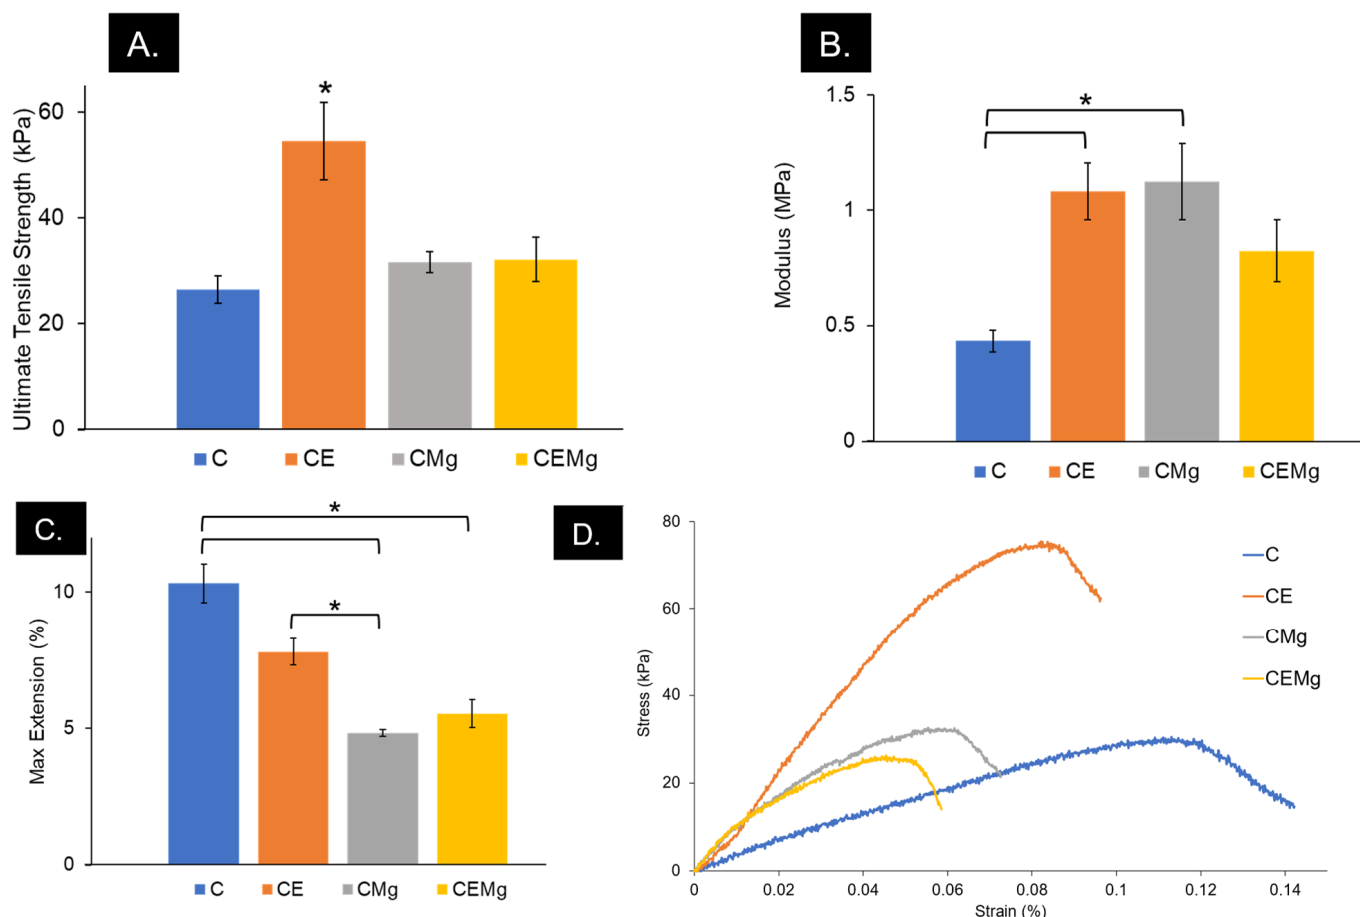 A.
*
Ultimate Tensile Strength (kPa)
60
40
20
0
C CE CMg CEMg
B.
*
Modulus (MPa)
1.5
1
0.5
0
C CE CMg CEMg
C.
*
*
Max Extension (%)
10
5
0
C CE CMg CEMg
D.
Stress (kPa)
80
60
40
20
0
0 0.02 0.04 0.06 0.08 0.1 0.12 0.14
Strain (%)
C
CE
CMg
CEMg